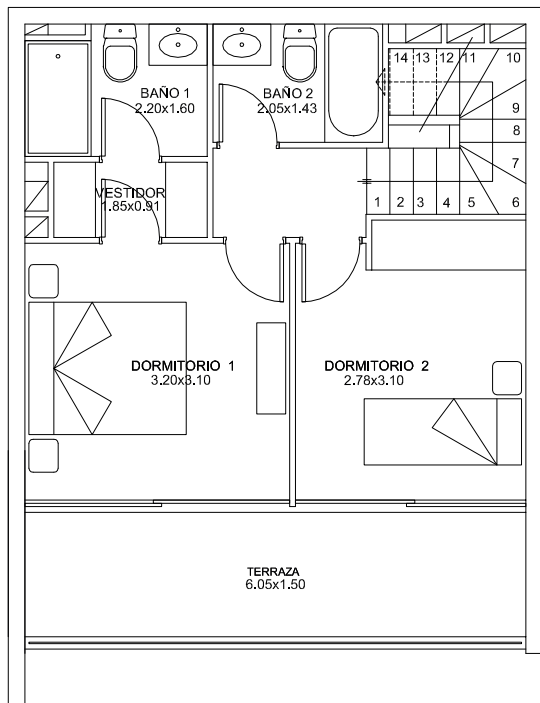 14 13 12 11 10
BAÑO 1
2.20x1.60
BAÑO 2
2.05x1.43
9
8
7
VESTIDOR
1.85x0.91
1 2 3 4 5 6
DORMITORIO 1
3.20x3.10
DORMITORIO 2
2.78x3.10
TERRAZA
6.05x1.50